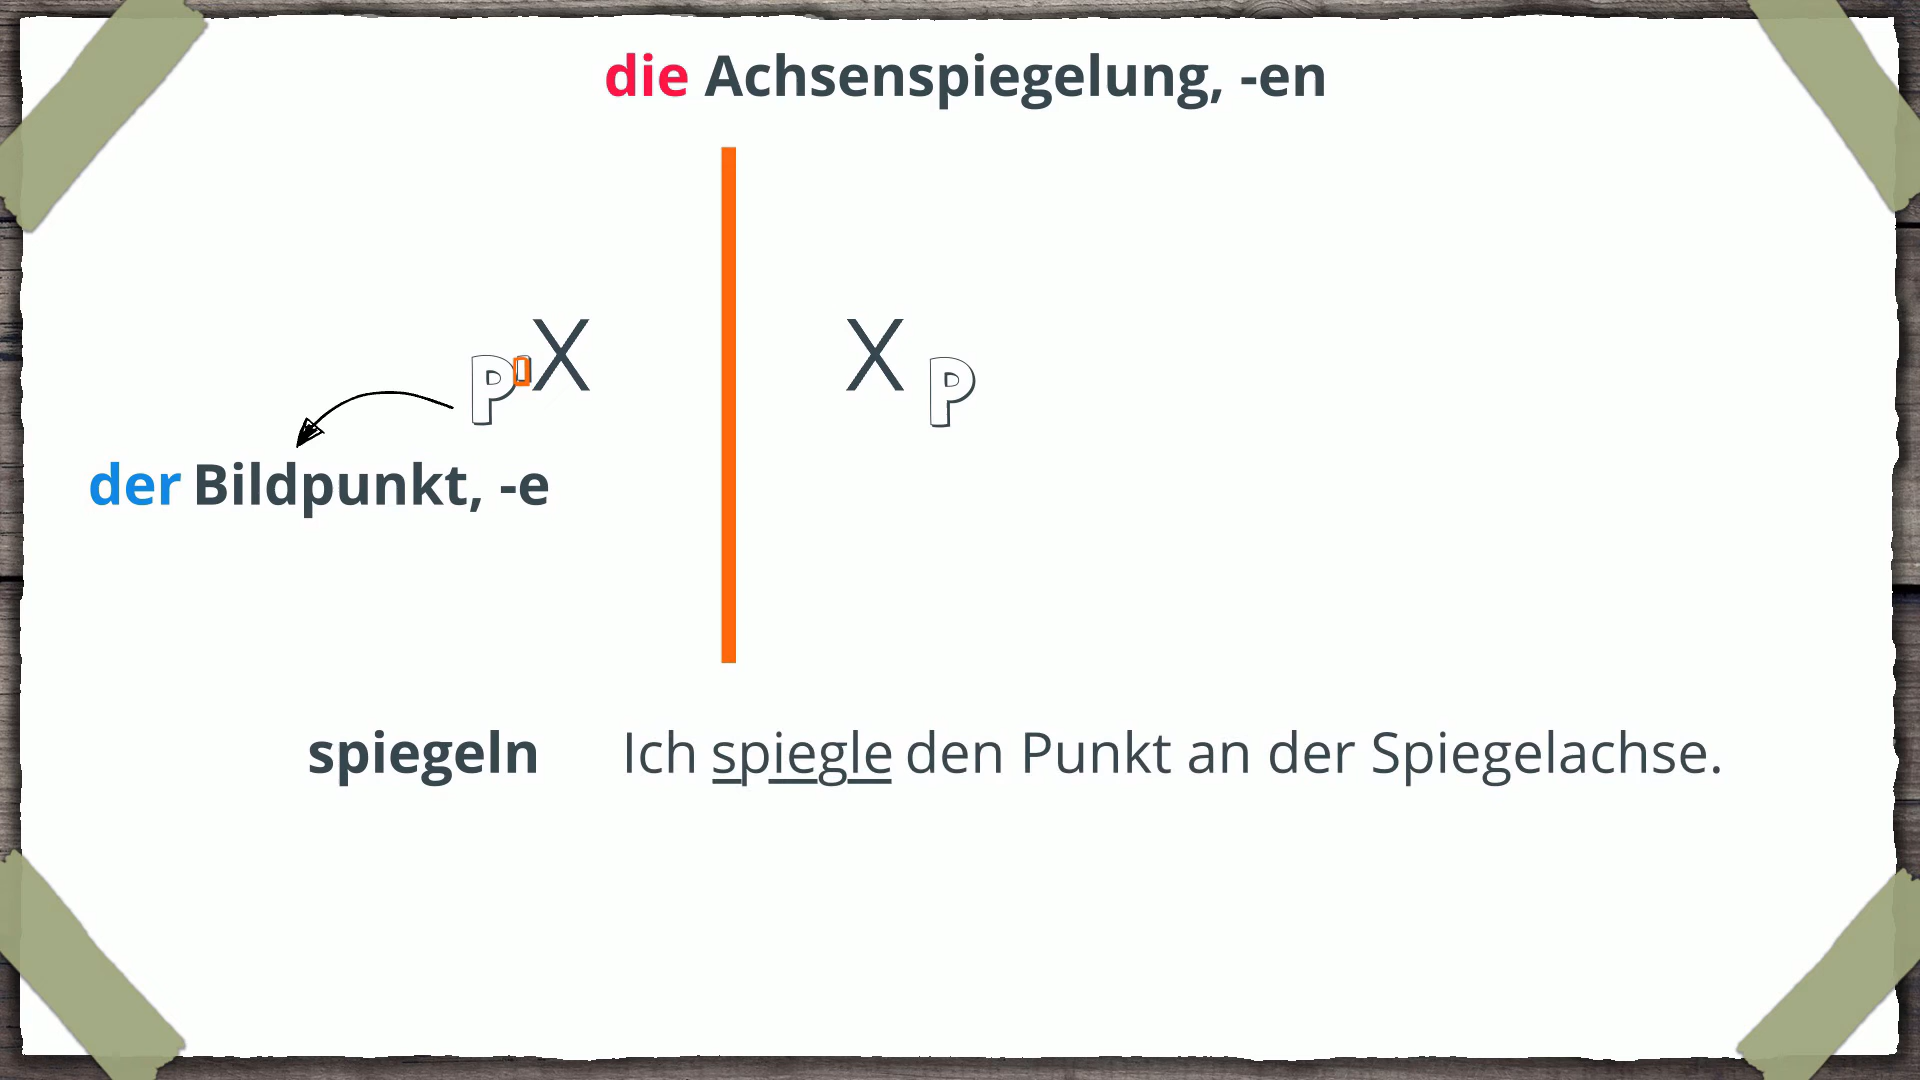 die Achsenspiegelung, -en
P' X X P
der Bildpunkt, -e
spiegeln Ich spiegle den Punkt an der Spiegelachse.